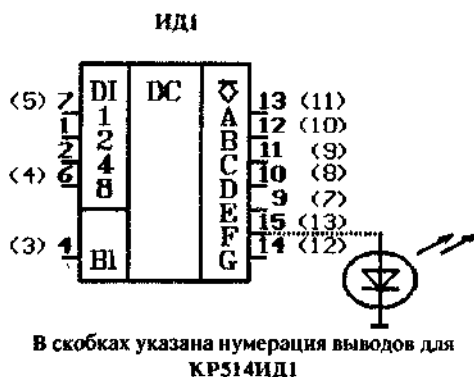 ИД1
DI DC ◇
(5) 7 1 A 13 (11)
1 2 B 12 (10)
2 4 C 11 (9)
(4) 6 8 D 10 (8)
E 9 (7)
F 15 (13)
(3) 4 B1 G 14 (12)
В скобках указана нумерация выводов для
КР514ИД1